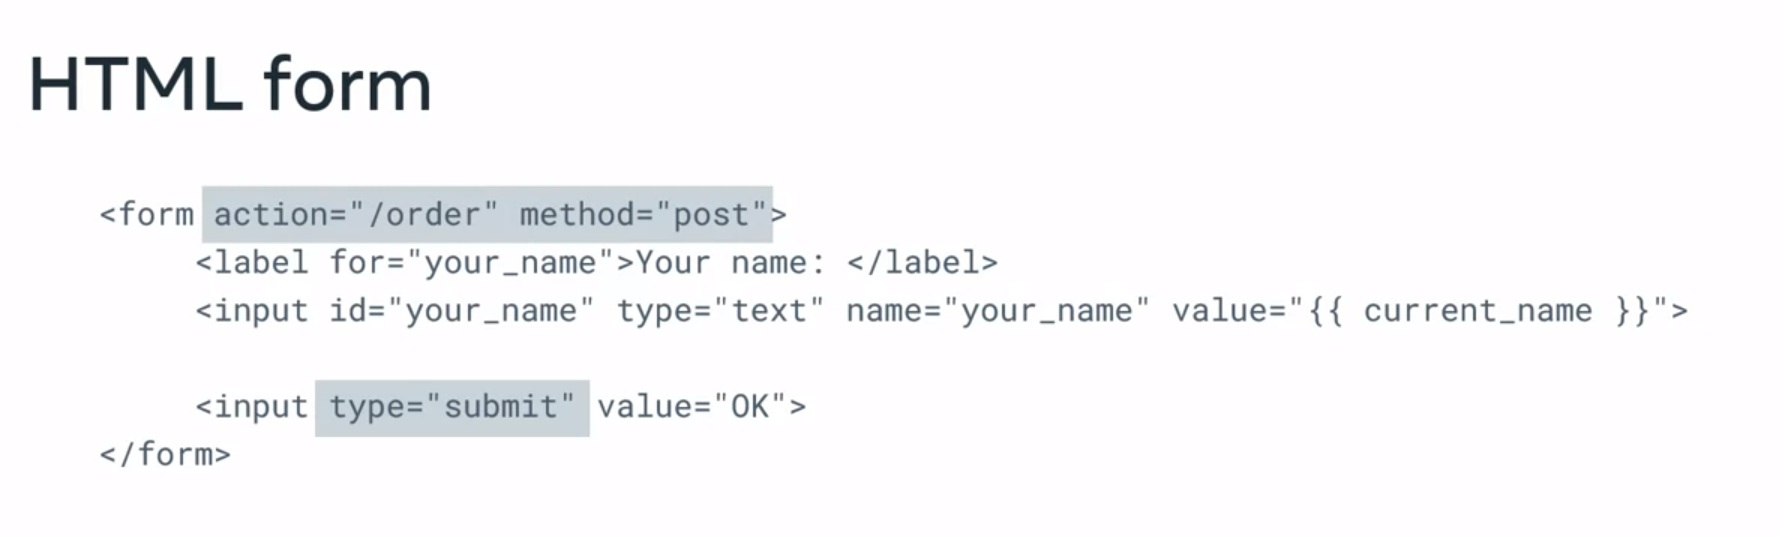 HTML form
<form action="/order" method="post">
<label for="your_name">Your name: </label>
<input id="your_name" type="text" name="your_name" value="{{ current_name }}">
<input type="submit" value="OK">
</form>